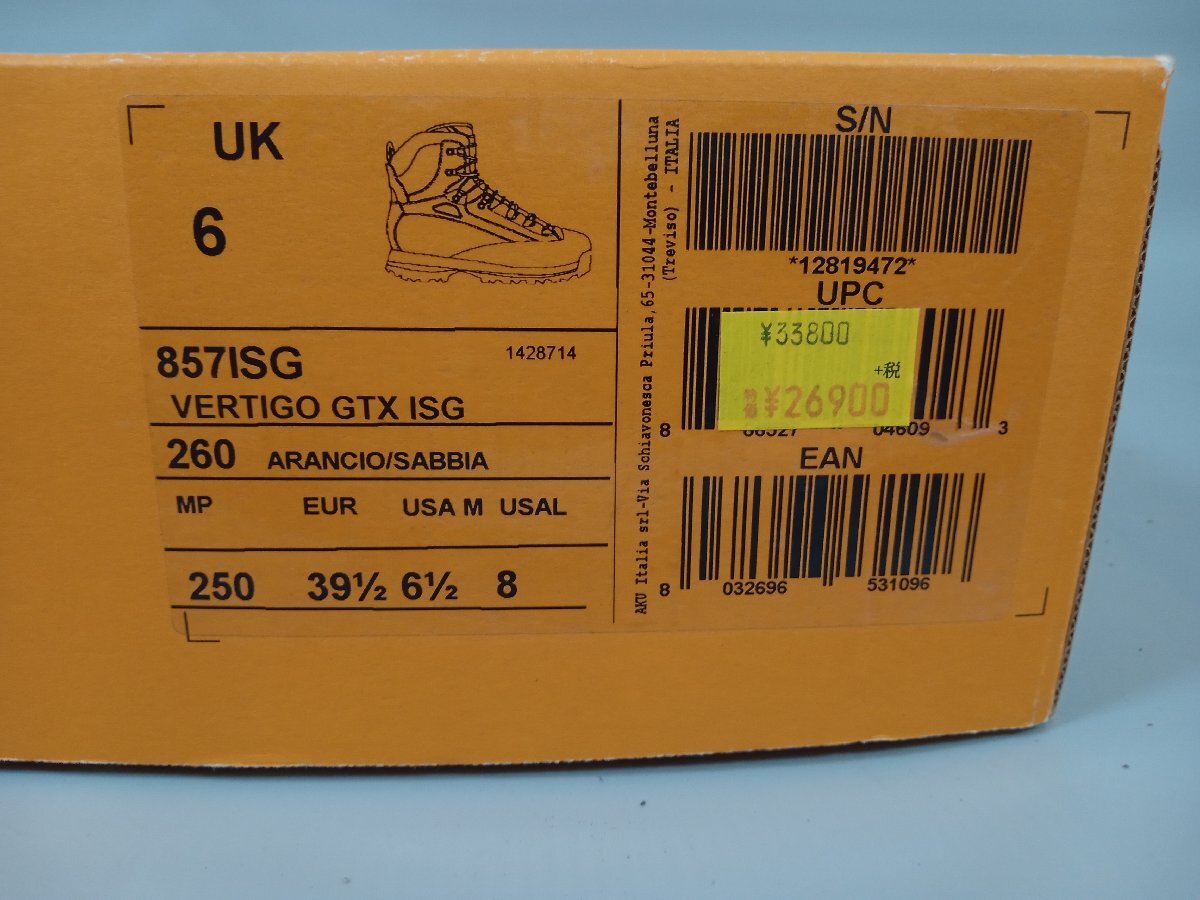 UK
6
857ISG
1428714
VERTIGO GTX ISG
260 ARANCIO/SABBIA
MP EUR USA M USAL
250 39½ 6½ 8
AKU Italia srl-Via Schiavonesca Priula,65-31044-Montebelluna
(Treviso) - ITALIA
S/N
*12819472*
UPC
¥33800
+税
特価 ¥26900
8 04609 3
EAN
8 032696 531096